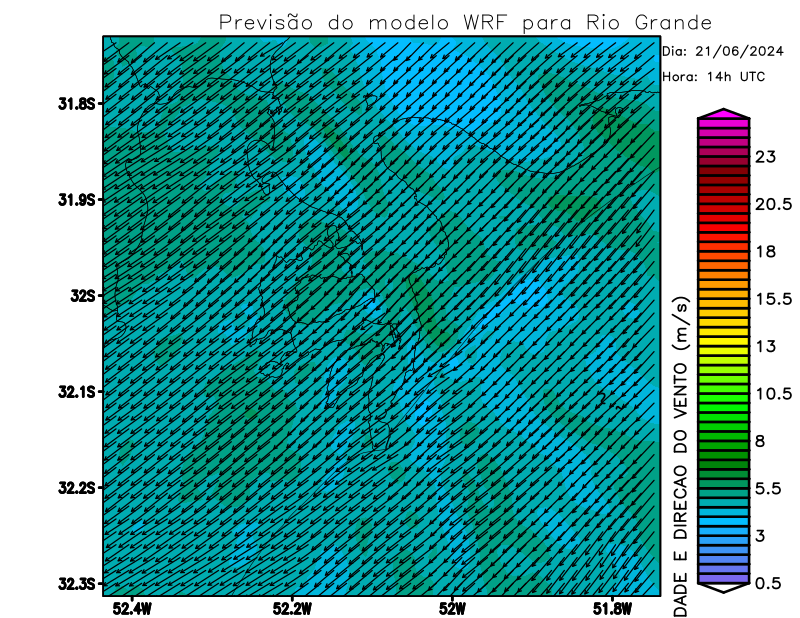 Previsão do modelo WRF para Rio Grande
Dia: 21/06/2024
Hora: 14h UTC
31.8S
31.9S
32S
32.1S
32.2S
32.3S
52.4W
52.2W
52W
51.8W
DADE E DIRECAO DO VENTO (m/s)
23
20.5
18
15.5
13
10.5
8
5.5
3
0.5